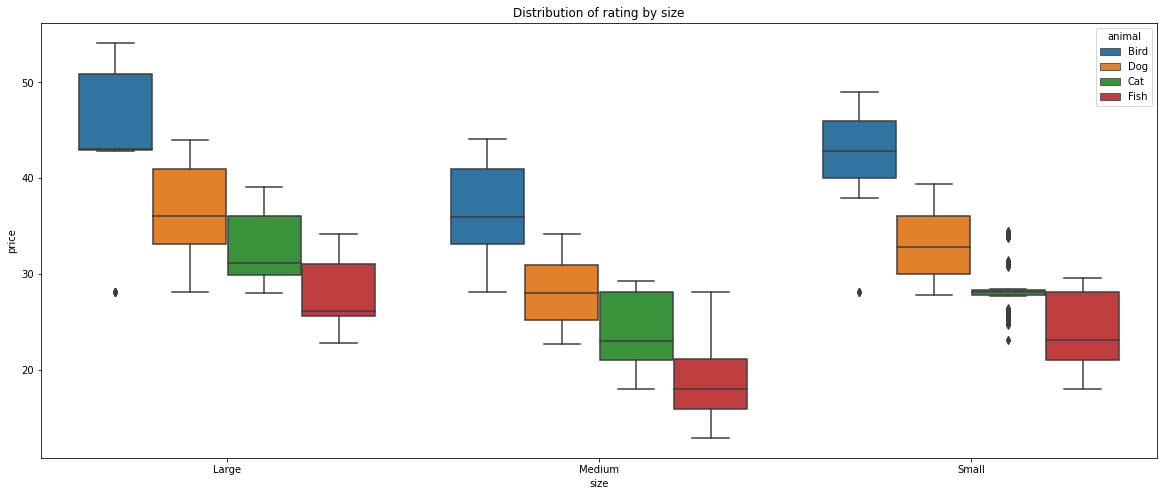 Distribution of rating by size
animal
Bird
Dog
Cat
Fish
price
50
40
30
20
Large
Medium
Small
size